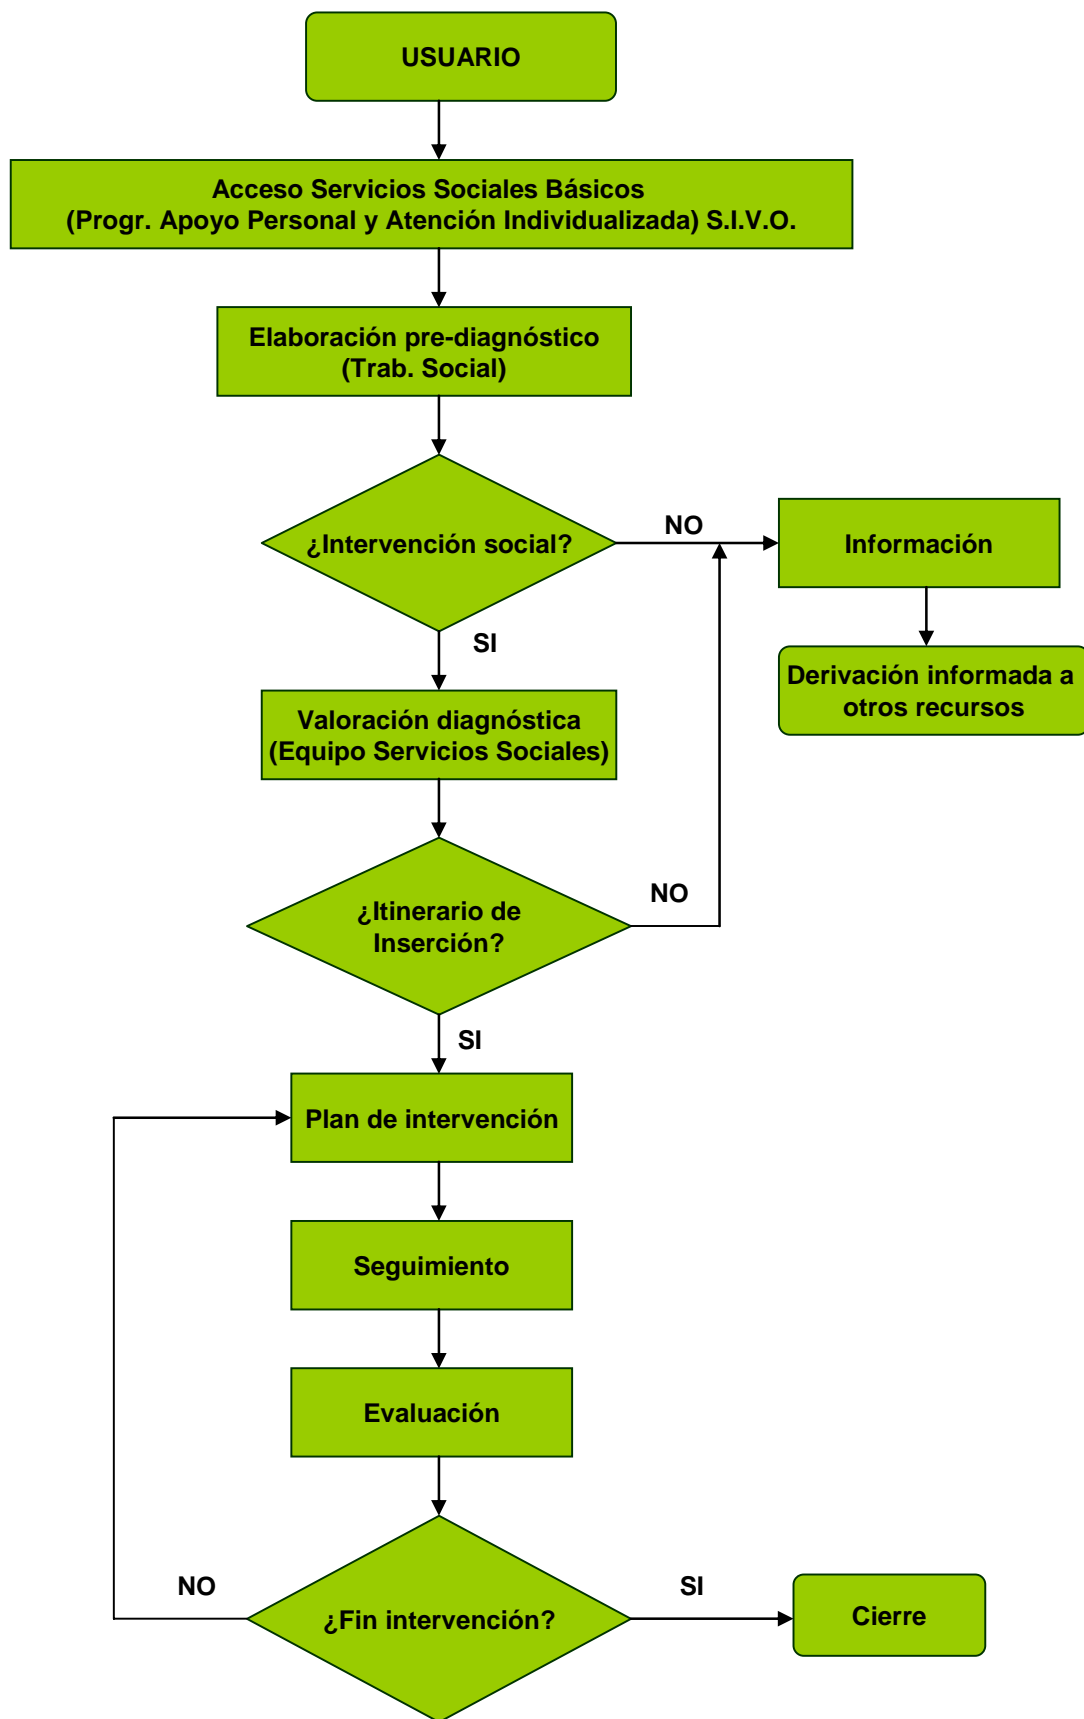 USUARIO
Acceso Servicios Sociales Básicos
(Progr. Apoyo Personal y Atención Individualizada) S.I.V.O.
Elaboración pre-diagnóstico
(Trab. Social)
¿Intervención social?
NO
Información
SI
Derivación informada a
otros recursos
Valoración diagnóstica
(Equipo Servicios Sociales)
¿Itinerario de
Inserción?
NO
SI
Plan de intervención
Seguimiento
Evaluación
NO
¿Fin intervención?
SI
Cierre